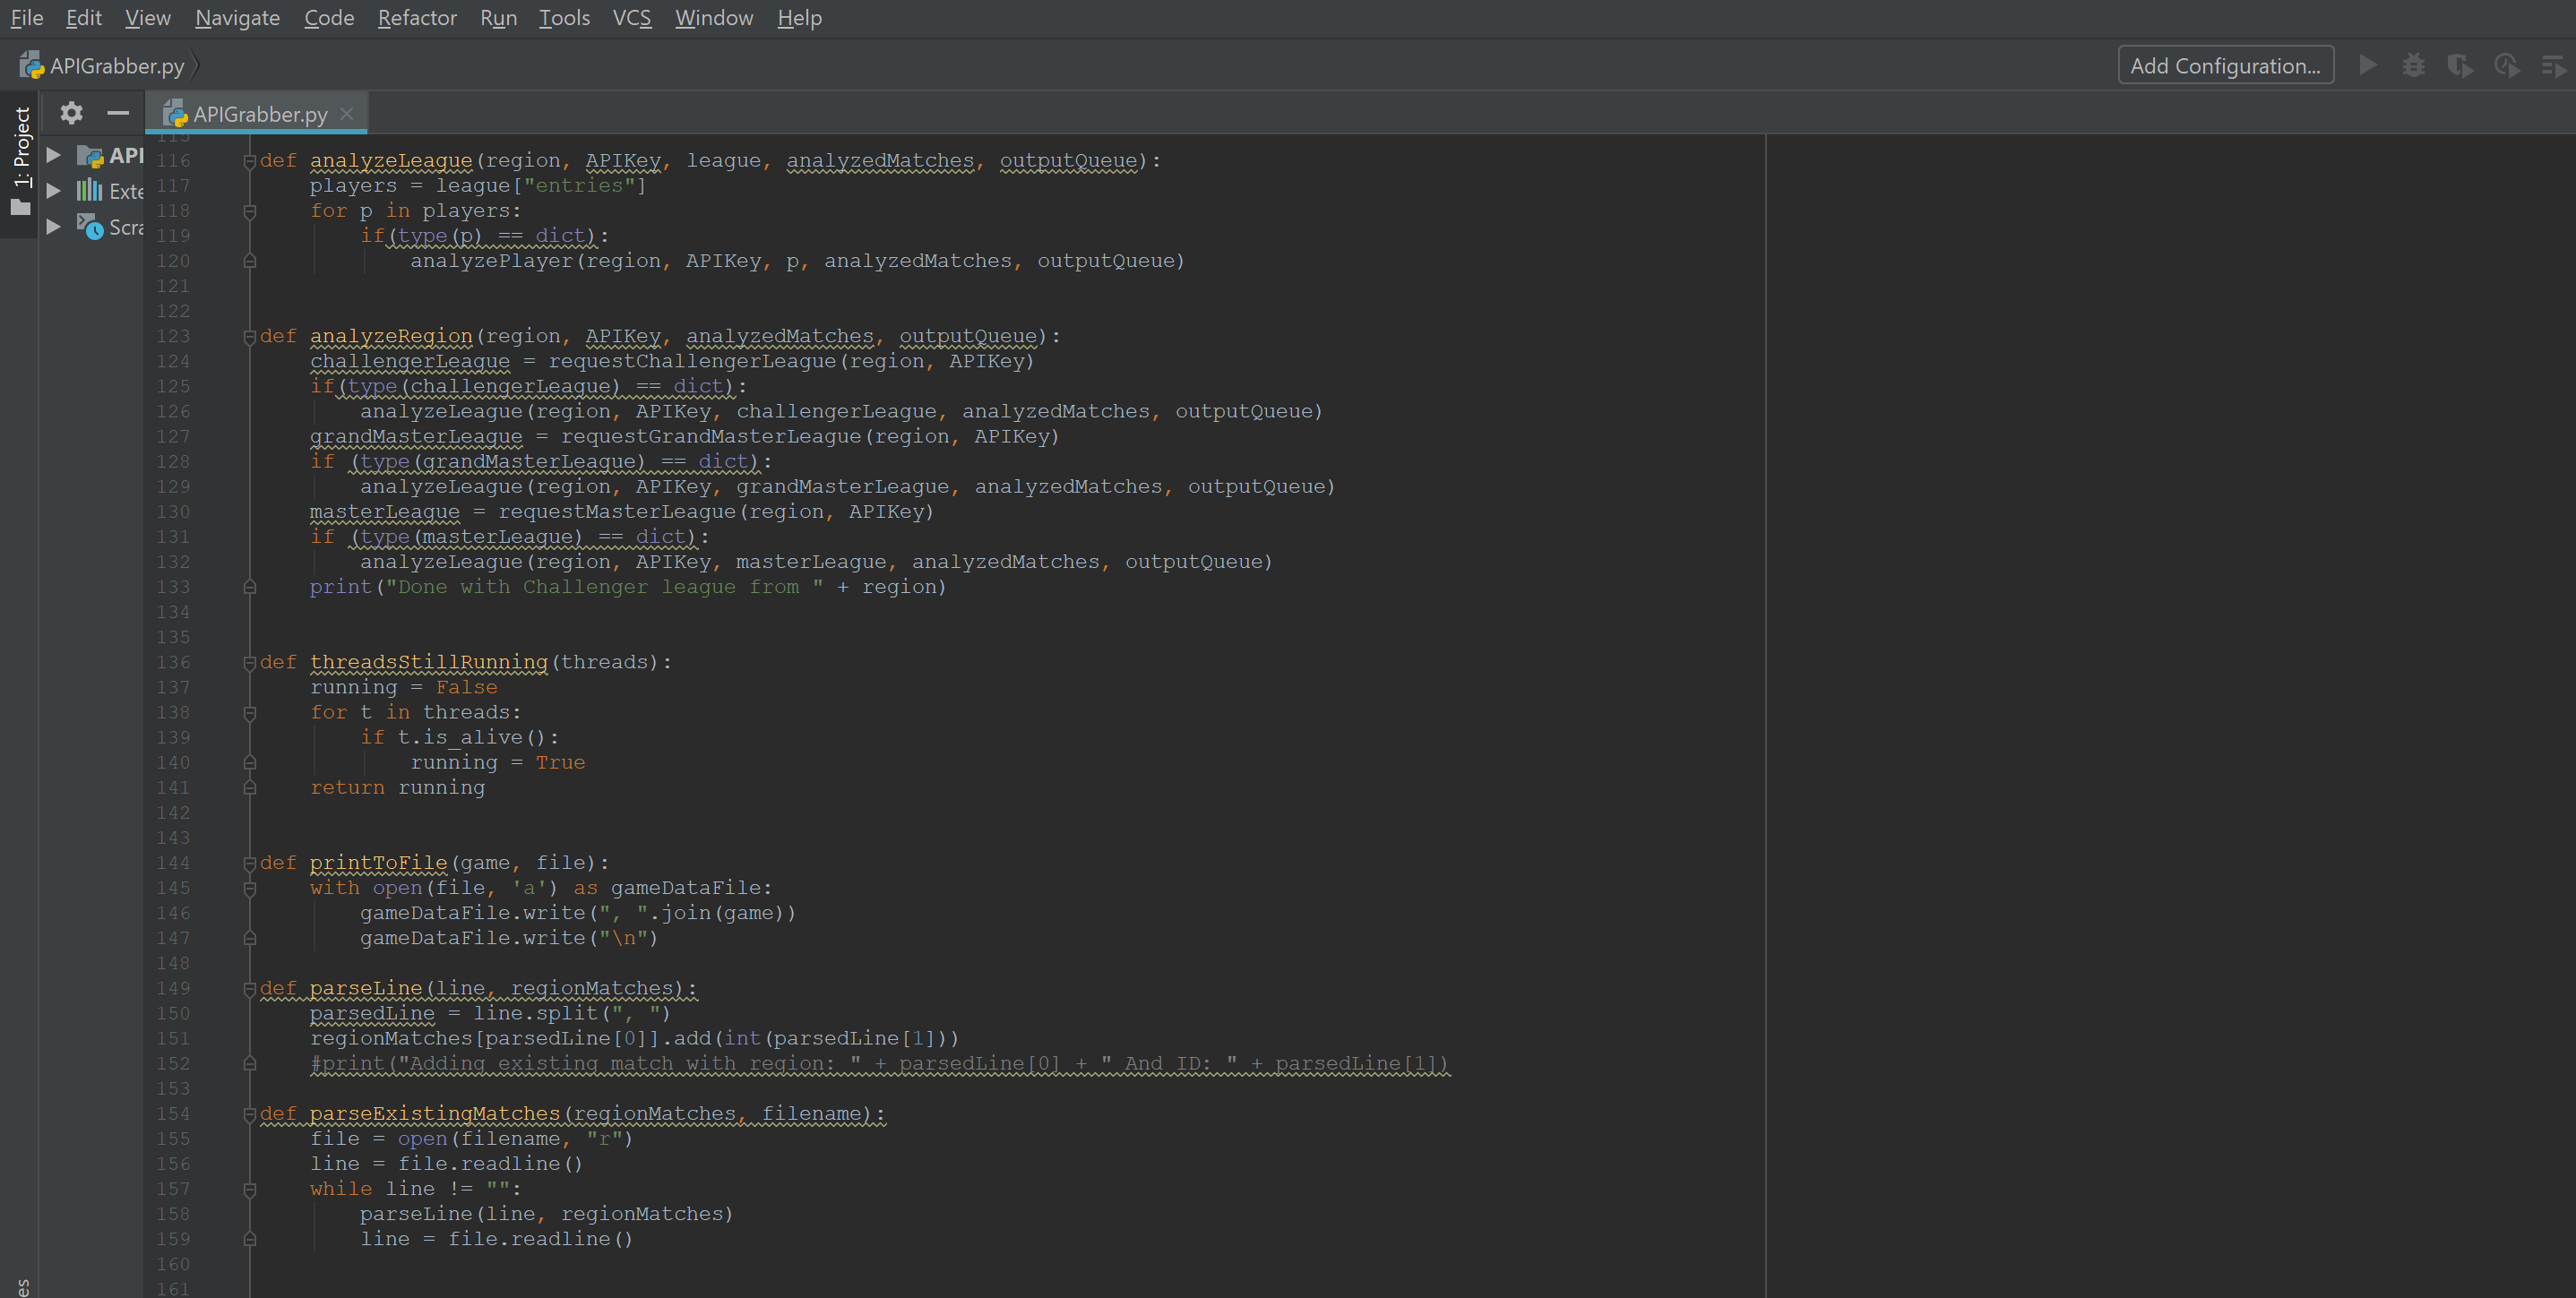 File Edit View Navigate Code Refactor Run Tools VCS Window Help
APIGrabber.py
Add Configuration...
1: Project
APIGrabber.py
API
Exte
Scra
115
116 def analyzeLeague(region, APIKey, league, analyzedMatches, outputQueue):
117     players = league["entries"]
118     for p in players:
119         if(type(p) == dict):
120             analyzePlayer(region, APIKey, p, analyzedMatches, outputQueue)
121
122
123 def analyzeRegion(region, APIKey, analyzedMatches, outputQueue):
124     challengerLeague = requestChallengerLeague(region, APIKey)
125     if(type(challengerLeague) == dict):
126         analyzeLeague(region, APIKey, challengerLeague, analyzedMatches, outputQueue)
127     grandMasterLeague = requestGrandMasterLeague(region, APIKey)
128     if (type(grandMasterLeague) == dict):
129         analyzeLeague(region, APIKey, grandMasterLeague, analyzedMatches, outputQueue)
130     masterLeague = requestMasterLeague(region, APIKey)
131     if (type(masterLeague) == dict):
132         analyzeLeague(region, APIKey, masterLeague, analyzedMatches, outputQueue)
133     print("Done with Challenger league from " + region)
134
135
136 def threadsStillRunning(threads):
137     running = False
138     for t in threads:
139         if t.is_alive():
140             running = True
141     return running
142
143
144 def printToFile(game, file):
145     with open(file, 'a') as gameDataFile:
146         gameDataFile.write(", ".join(game))
147         gameDataFile.write("\n")
148
149 def parseLine(line, regionMatches):
150     parsedLine = line.split(", ")
151     regionMatches[parsedLine[0]].add(int(parsedLine[1]))
152     #print("Adding existing match with region: " + parsedLine[0] + " And ID: " + parsedLine[1])
153
154 def parseExistingMatches(regionMatches, filename):
155     file = open(filename, "r")
156     line = file.readline()
157     while line != "":
158         parseLine(line, regionMatches)
159         line = file.readline()
160
161
es